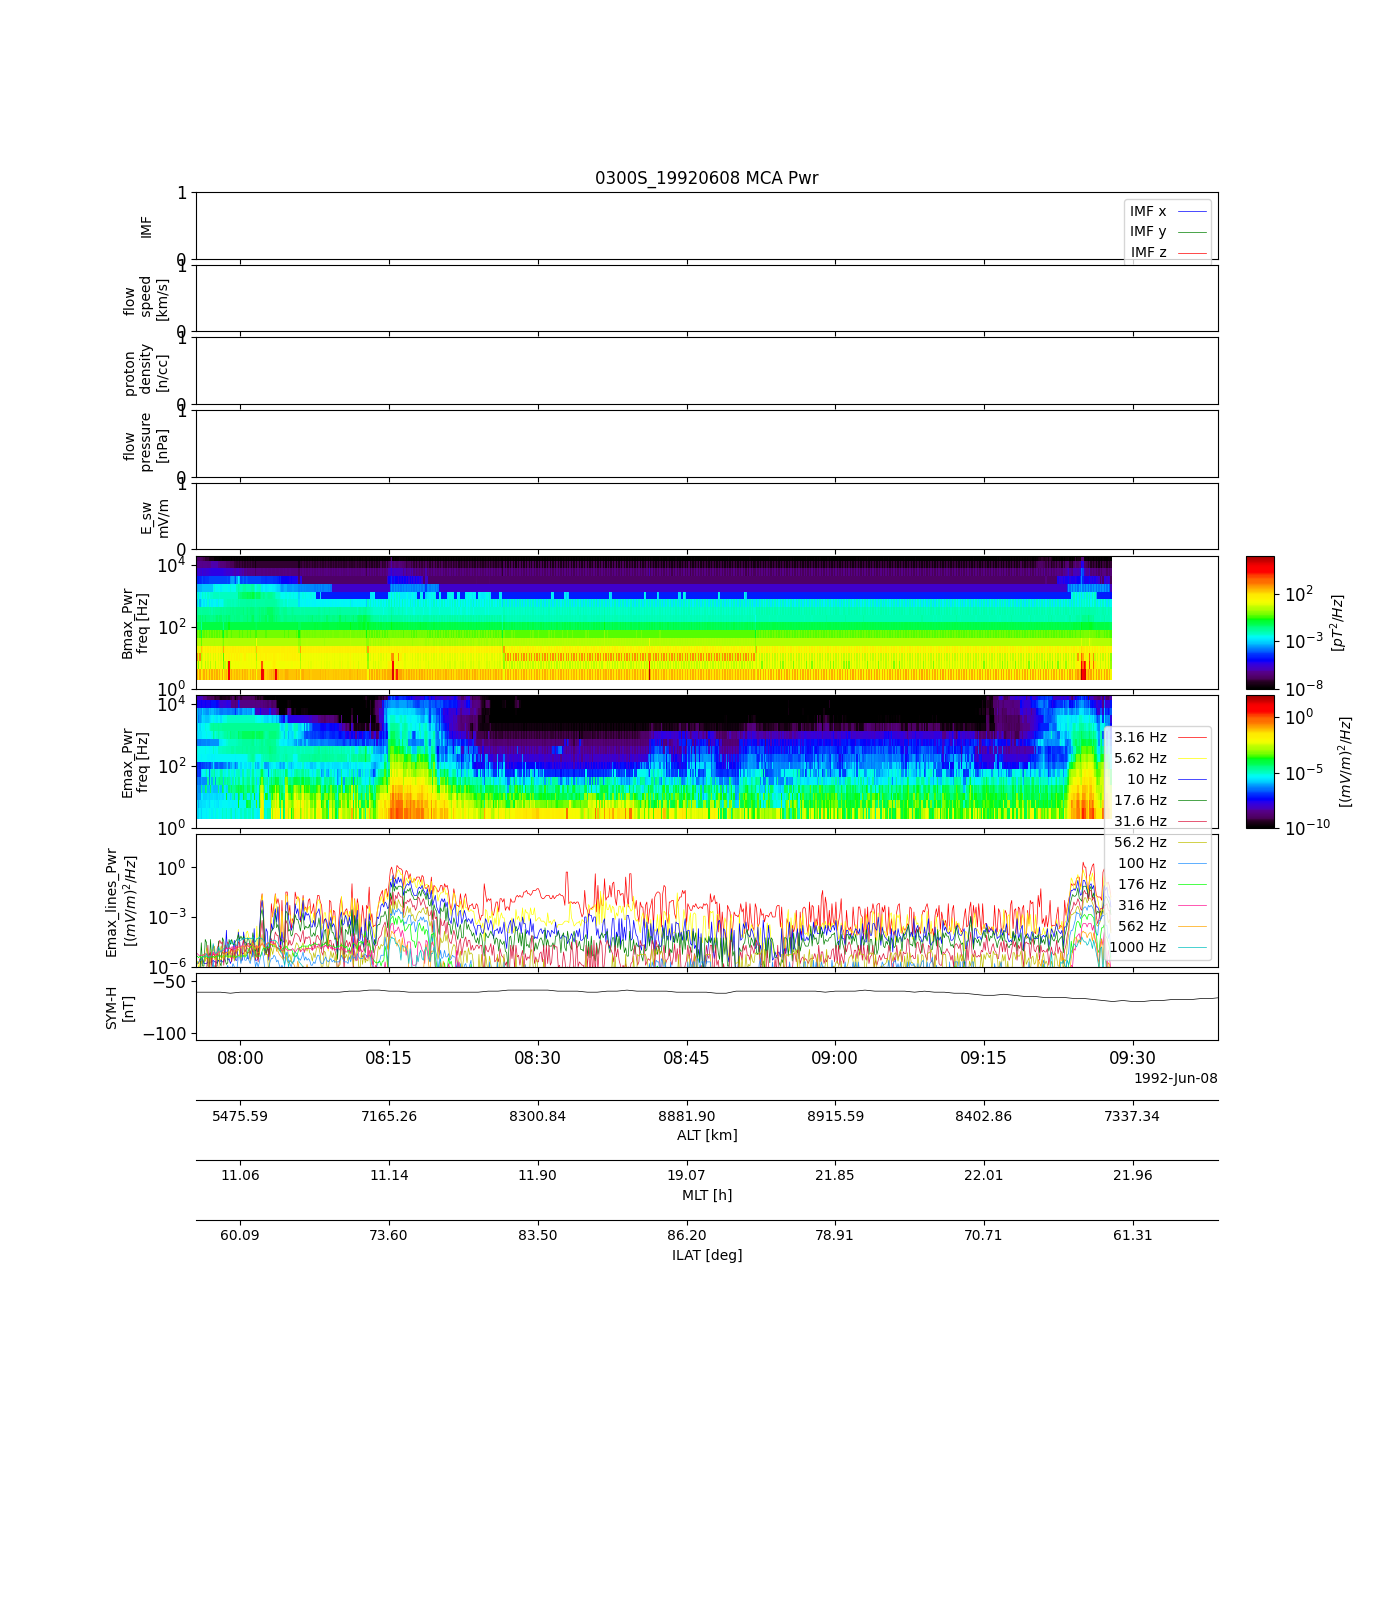 0300S_19920608 MCA Pwr
1
IMF
0
IMF x
IMF y
IMF z
1
flow
speed
[km/s]
0
1
proton
density
[n/cc]
0
1
flow
pressure
[nPa]
0
1
E_sw
mV/m
0
10^4
10^2
10^0
Bmax_Pwr
freq [Hz]
10^2
10^-3
10^-8
[pT^2/Hz]
10^4
10^2
10^0
Emax_Pwr
freq [Hz]
10^0
10^-5
10^-10
[(mV/m)^2/Hz]
3.16 Hz
5.62 Hz
10 Hz
17.6 Hz
31.6 Hz
56.2 Hz
100 Hz
176 Hz
316 Hz
562 Hz
1000 Hz
10^0
10^-3
10^-6
Emax_lines_Pwr
[(mV/m)^2/Hz]
−50
−100
SYM-H
[nT]
08:00 08:15 08:30 08:45 09:00 09:15 09:30
1992-Jun-08
5475.59 7165.26 8300.84 8881.90 8915.59 8402.86 7337.34
ALT [km]
11.06 11.14 11.90 19.07 21.85 22.01 21.96
MLT [h]
60.09 73.60 83.50 86.20 78.91 70.71 61.31
ILAT [deg]